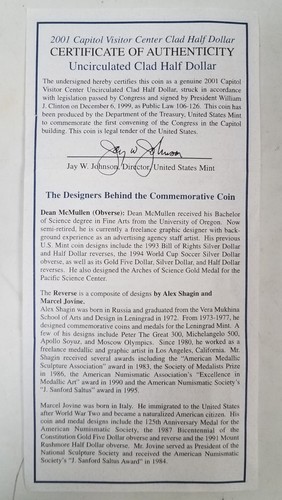 2001 Capitol Visitor Center Clad Half Dollar
CERTIFICATE OF AUTHENTICITY
Uncirculated Clad Half Dollar
The undersigned hereby certifies this coin as a genuine 2001 Capitol
Visitor Center Uncirculated Clad Half Dollar, struck in accordance
with legislation passed by Congress and signed by President William
J. Clinton on December 6, 1999, as Public Law 106-126. This coin has
been produced by the Department of the Treasury, United States Mint
to commemorate the first convening of the Congress in the Capitol
building. This coin is legal tender of the United States.
Jay W Johnson
Jay W. Johnson, Director, United States Mint
The Designers Behind the Commemorative Coin
Dean McMullen (Obverse): Dean McMullen received his Bachelor
of Science degree in Fine Arts from the University of Oregon. Now
semi-retired, he is currently a freelance graphic designer with back-
ground experience as an advertising agency staff artist. His previous
U.S. Mint coin designs include the 1993 Bill of Rights Silver Dollar
and Half Dollar reverses, the 1994 World Cup Soccer Silver Dollar
obverse, as well as its Gold Five Dollar, Silver Dollar, and Half Dollar
reverses. He also designed the Arches of Science Gold Medal for the
Pacific Science Center.
The Reverse is a composite of designs by Alex Shagin and
Marcel Jovine.
Alex Shagin was born in Russia and graduated from the Vera Mukhina
School of Arts and Design in Leningrad in 1972. From 1973-1977, he
designed commemorative coins and medals for the Leningrad Mint. A
few of his designs include Peter The Great 300, Michelangelo 500,
Apollo Soyuz, and Moscow Olympics. Since 1980, he worked as a
freelance medallic and graphic artist in Los Angeles, California. Mr.
Shagin received several awards including the "American Medallic
Sculpture Association" award in 1983, the Society of Medalists Prize
in 1986, the American Numismatic Association's "Excellence in
Medallic Art" award in 1990 and the American Numismatic Society's
"J. Sanford Saltus" award in 1995.
Marcel Jovine was born in Italy. He immigrated to the United States
after World War Two and became a naturalized American citizen. His
coin and medal designs include the 125th Anniversary Medal for the
American Numismatic Society, the 1987 Bicentennial of the
Constitution Gold Five Dollar obverse and reverse and the 1991 Mount
Rushmore Half Dollar obverse. Mr. Jovine served as President of the
National Sculpture Society and received the American Numismatic
Society's "J. Sanford Saltus Award" in 1984.